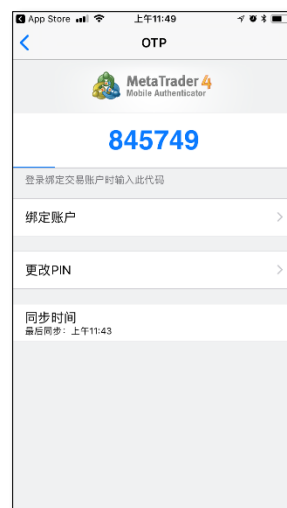 App Store 上午11:49
OTP
MetaTrader 4
Mobile Authenticator
845749
登录绑定交易账户时输入此代码
绑定账户
更改PIN
同步时间
最后同步：上午11:43